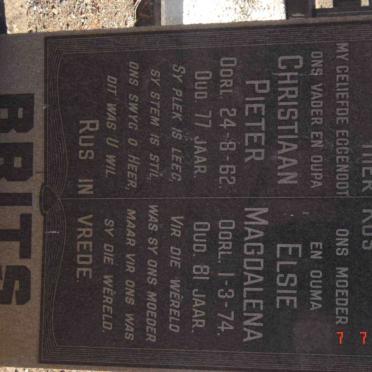 HIER RUS
MY GELIEFDE EGGENOOT
ONS VADER EN OUPA
CHRISTIAAN
PIETER
OORL. 24-8-62.
OUD 77 JAAR.
SY PLEK IS LEEG,
SY STEM IS STIL,
ONS SWYG O HEER,
DIT WAS U WIL.
ONS MOEDER
EN OUMA
ELSIE
MAGDALENA
OORL. 1-3-74.
OUD 81 JAAR.
VIR DIE WÊRELD
WAS SY ONS MOEDER
MAAR VIR ONS WAS
SY DIE WÊRELD.
RUS IN VREDE
BRITS
7 7